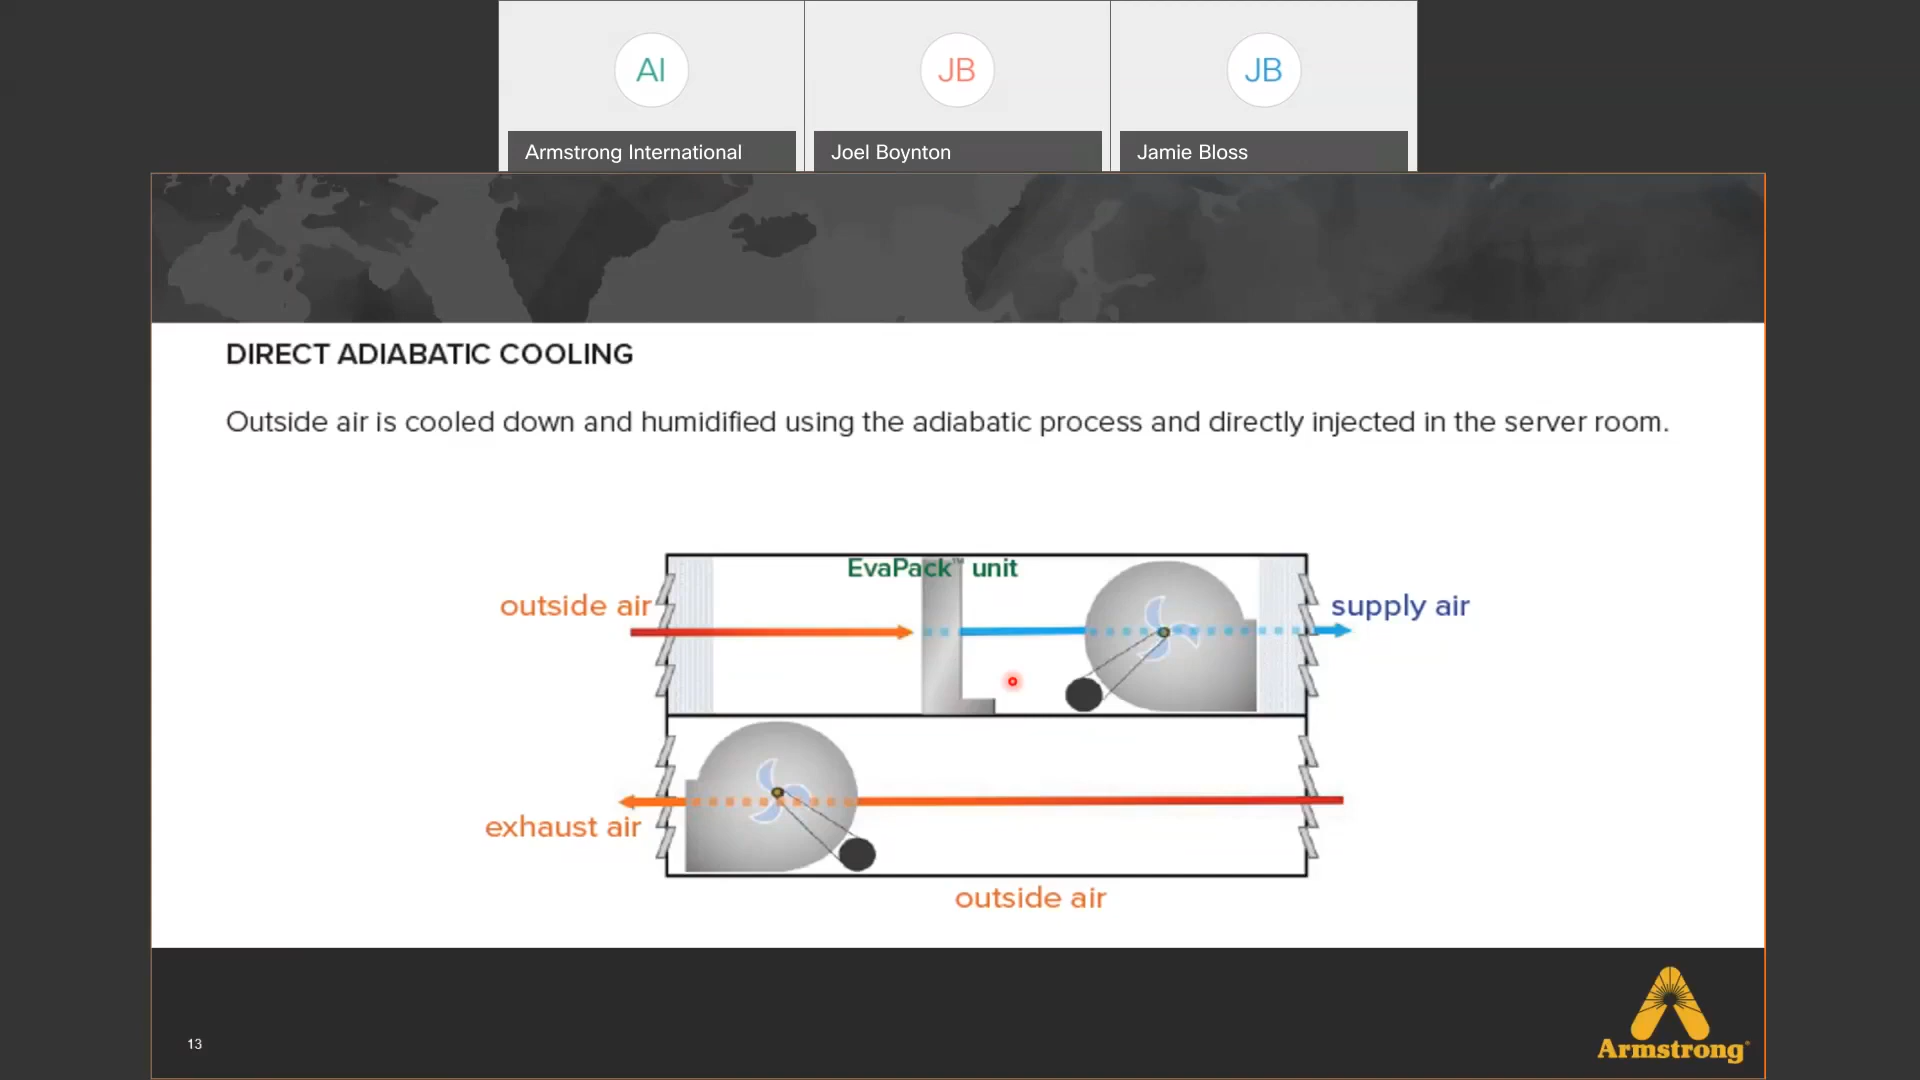 AI
JB
JB
Armstrong International
Joel Boynton
Jamie Bloss
DIRECT ADIABATIC COOLING
Outside air is cooled down and humidified using the adiabatic process and directly injected in the server room.
EvaPack™ unit
outside air
supply air
exhaust air
outside air
13
Armstrong®